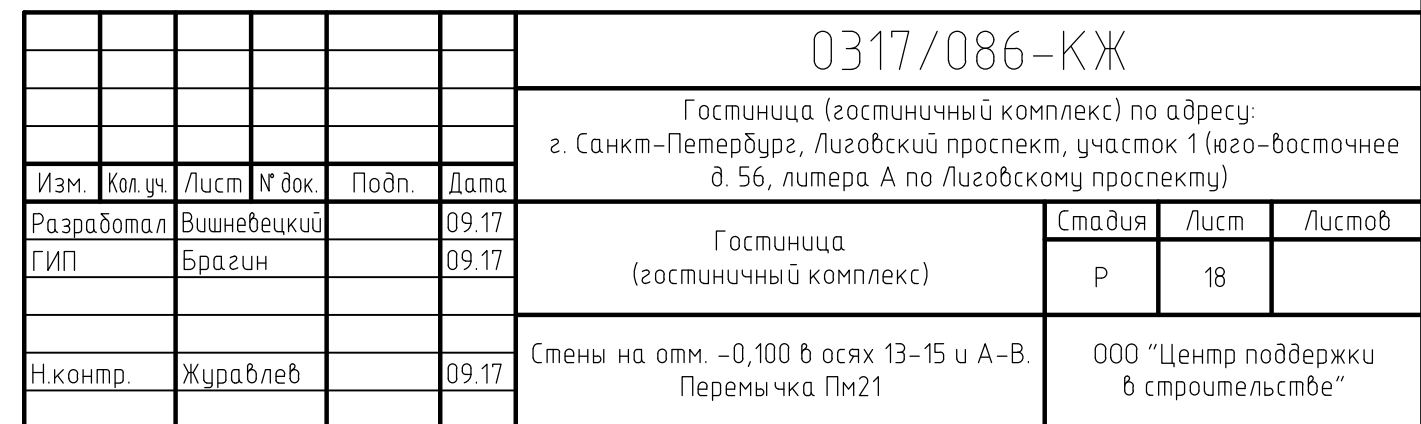 0317/086-КЖ
Гостиница (гостиничный комплекс) по адресу:
г. Санкт-Петербург, Лиговский проспект, участок 1 (юго-восточнее
д. 56, литера А по Лиговскому проспекту)
Изм. Кол. уч. Лист № док. Подп. Дата
Разработал Вишневецкий 09.17
ГИП Брагин 09.17
Н.контр. Журавлев 09.17
Гостиница
(гостиничный комплекс)
Стадия Лист Листов
Р 18
Стены на отм. -0,100 в осях 13-15 и А-В.
Перемычка Пм21
ООО "Центр поддержки
в строительстве"